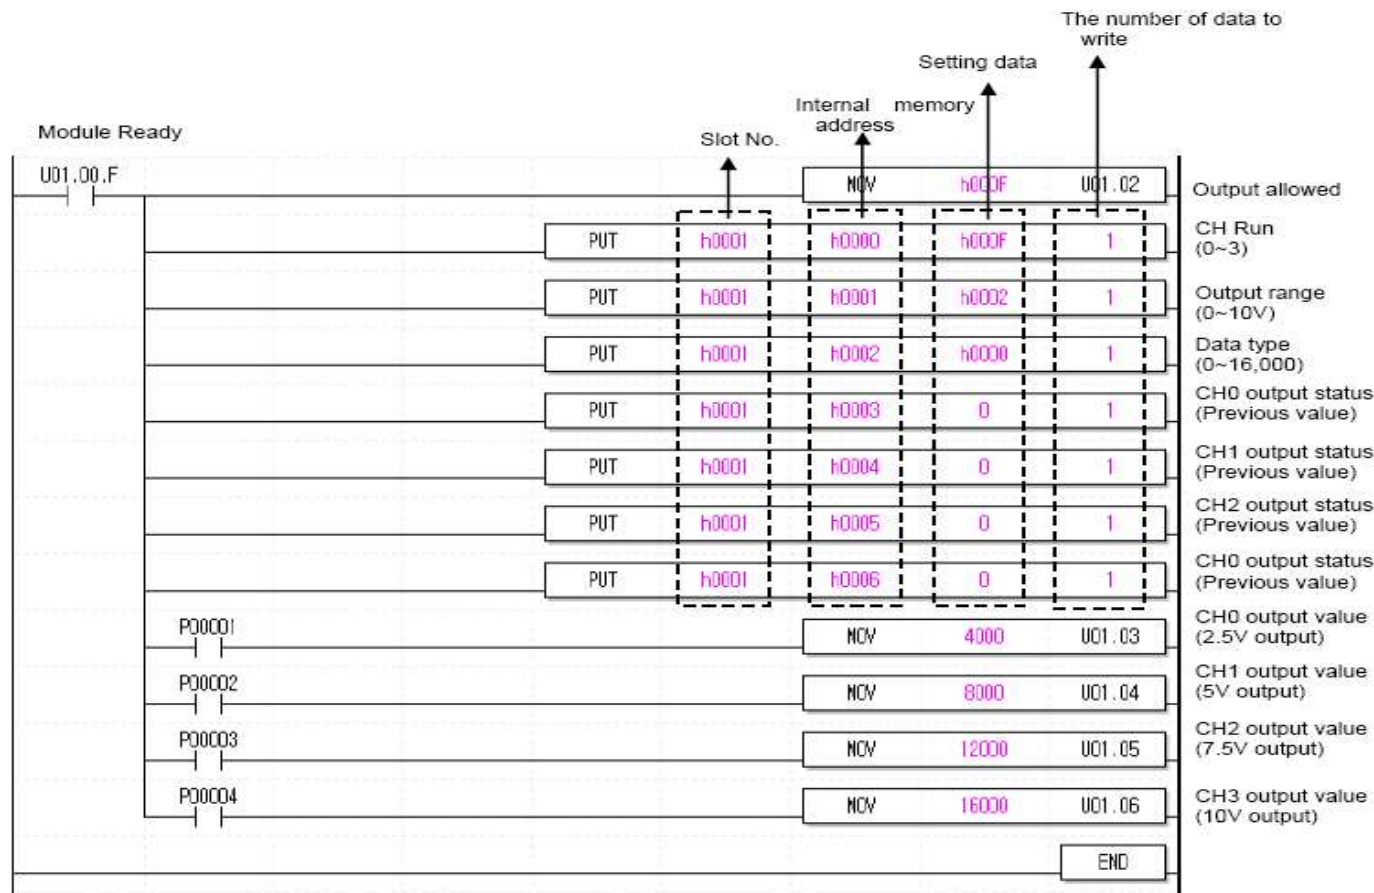 The number of data to
write
Setting data
Internal memory
address
Module Ready
Slot No.
U01.00.F
MOV h000F U01.02
Output allowed
PUT h0001 h0000 h000F 1
CH Run
(0~3)
PUT h0001 h0001 h0002 1
Output range
(0~10V)
PUT h0001 h0002 h0000 1
Data type
(0~16,000)
PUT h0001 h0003 0 1
CH0 output status
(Previous value)
PUT h0001 h0004 0 1
CH1 output status
(Previous value)
PUT h0001 h0005 0 1
CH2 output status
(Previous value)
PUT h0001 h0006 0 1
CH0 output status
(Previous value)
P00001
MOV 4000 U01.03
CH0 output value
(2.5V output)
P00002
MOV 8000 U01.04
CH1 output value
(5V output)
P00003
MOV 12000 U01.05
CH2 output value
(7.5V output)
P00004
MOV 16000 U01.06
CH3 output value
(10V output)
END